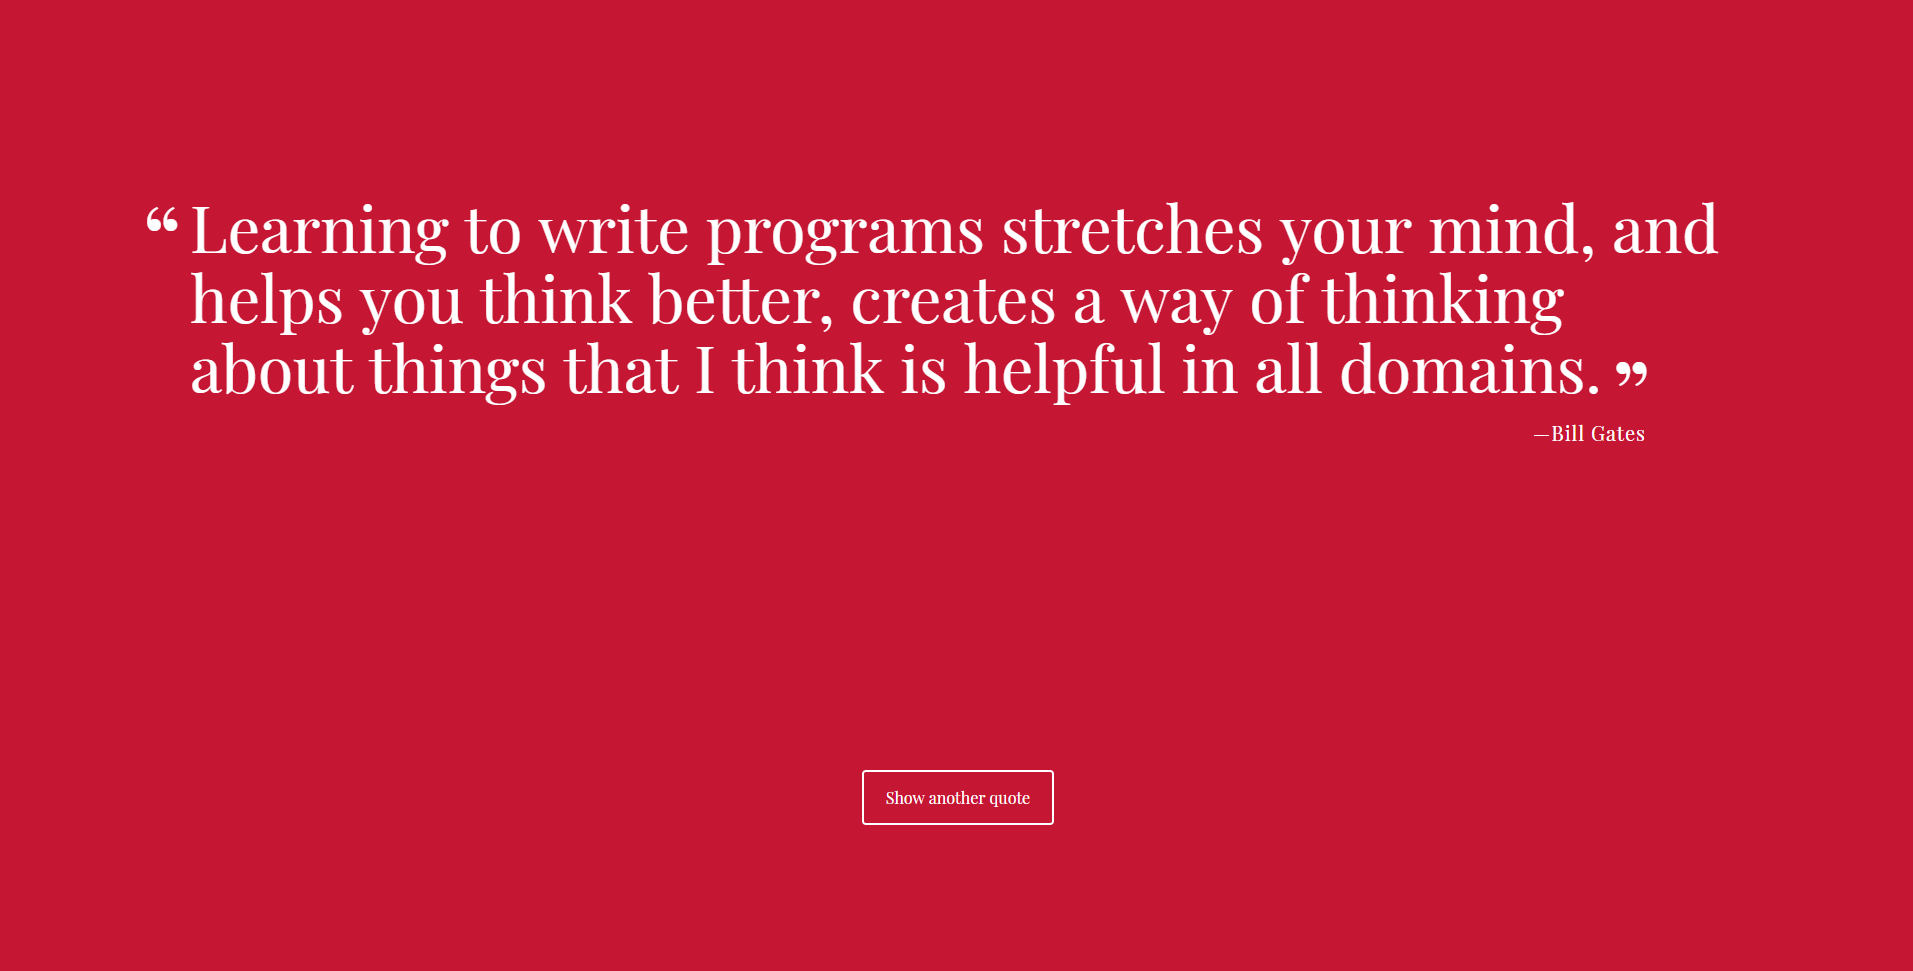 “Learning to write programs stretches your mind, and
helps you think better, creates a way of thinking
about things that I think is helpful in all domains.”
—Bill Gates
Show another quote